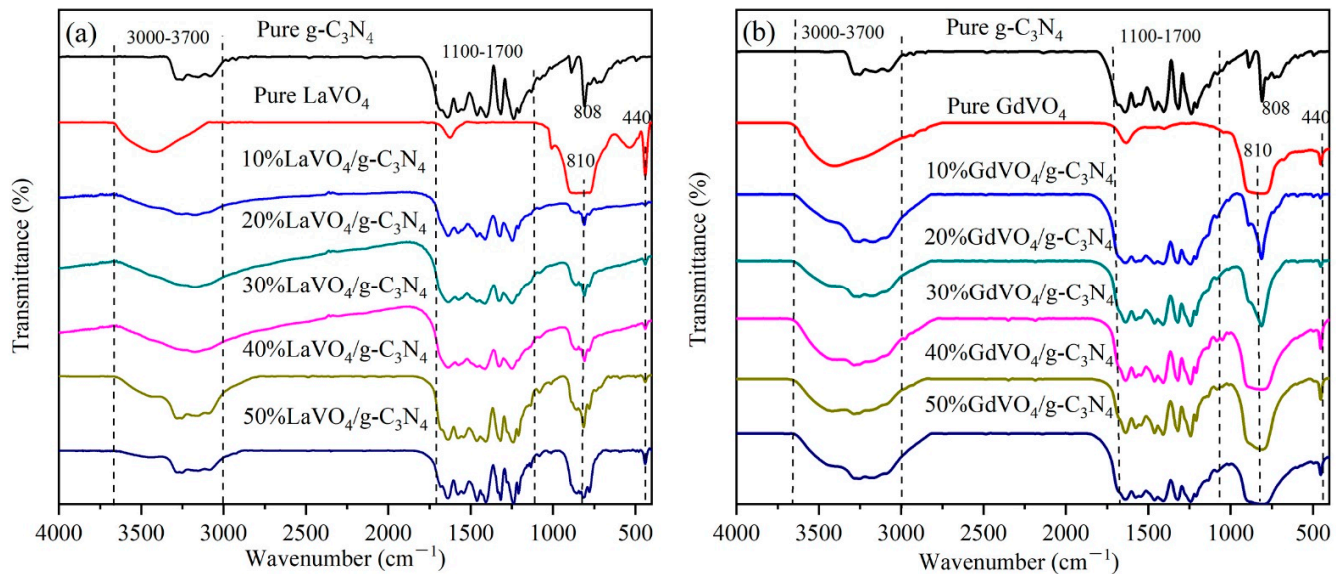 (a)
3000-3700
Pure g-C₃N₄
1100-1700
808
Pure LaVO₄
440
10%LaVO₄/g-C₃N₄
810
20%LaVO₄/g-C₃N₄
30%LaVO₄/g-C₃N₄
40%LaVO₄/g-C₃N₄
50%LaVO₄/g-C₃N₄
Transmittance (%)
4000 3500 3000 2500 2000 1500 1000 500
Wavenumber (cm⁻¹)
(b)
3000-3700
Pure g-C₃N₄
1100-1700
808
Pure GdVO₄
440
810
10%GdVO₄/g-C₃N₄
20%GdVO₄/g-C₃N₄
30%GdVO₄/g-C₃N₄
40%GdVO₄/g-C₃N₄
50%GdVO₄/g-C₃N₄
Transmittance (%)
4000 3500 3000 2500 2000 1500 1000 500
Wavenumber (cm⁻¹)